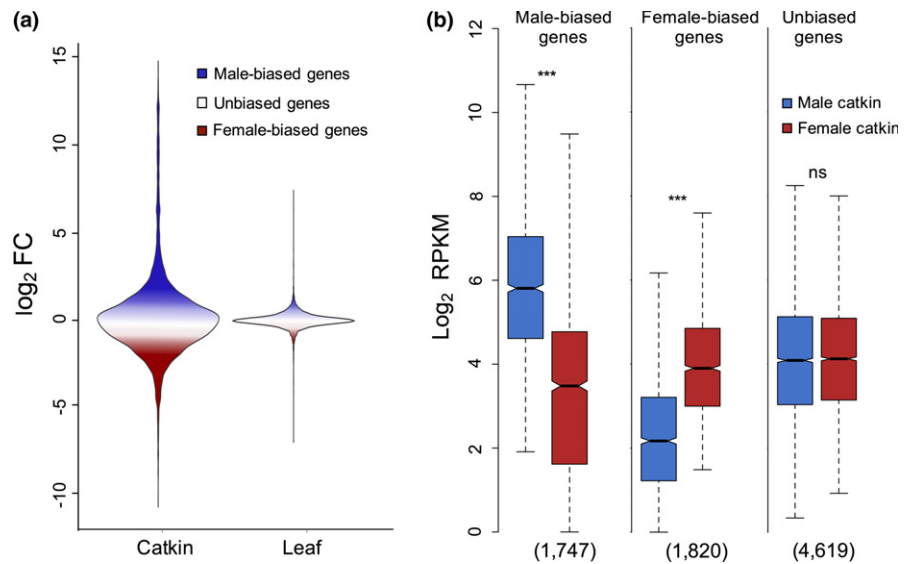 (a)
15
10
5
0
-5
-10
log₂ FC
Male-biased genes
Unbiased genes
Female-biased genes
Catkin
Leaf
(b)
12
10
8
6
4
2
0
Log₂ RPKM
Male-biased genes
Female-biased genes
Unbiased genes
***
***
ns
Male catkin
Female catkin
(1,747)
(1,820)
(4,619)